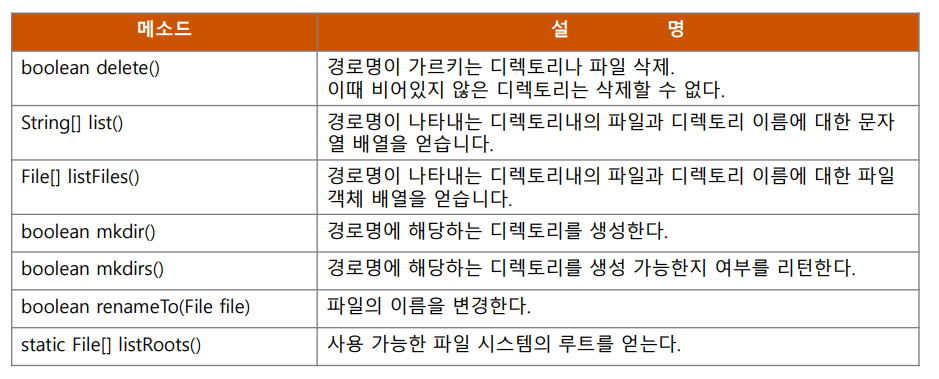 메소드 설 명
boolean delete() 경로명이 가르키는 디렉토리나 파일 삭제.
이때 비어있지 않은 디렉토리는 삭제할 수 없다.
String[] list() 경로명이 나타내는 디렉토리내의 파일과 디렉토리 이름에 대한 문자
열 배열을 얻습니다.
File[] listFiles() 경로명이 나타내는 디렉토리내의 파일과 디렉토리 이름에 대한 파일
객체 배열을 얻습니다.
boolean mkdir() 경로명에 해당하는 디렉토리를 생성한다.
boolean mkdirs() 경로명에 해당하는 디렉토리를 생성 가능한지 여부를 리턴한다.
boolean renameTo(File file) 파일의 이름을 변경한다.
static File[] listRoots() 사용 가능한 파일 시스템의 루트를 얻는다.